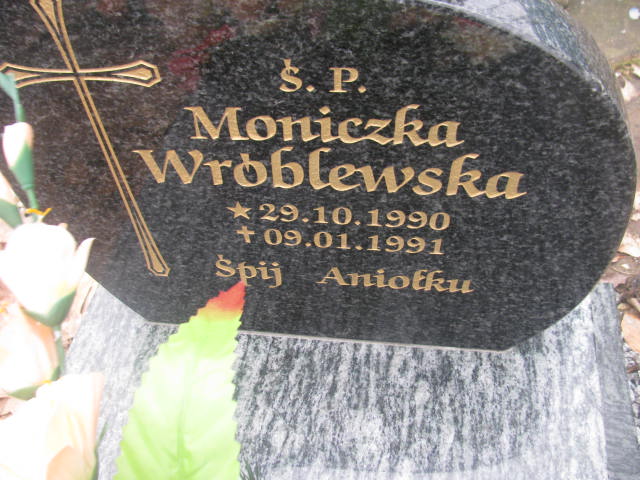 Ś. P.
Moniczka
Wróblewska
★ 29.10.1990
✝ 09.01.1991
Śpij Aniołku